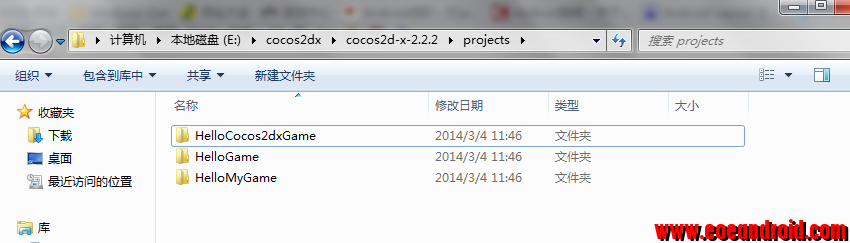 计算机 ▸ 本地磁盘 (E:) ▸ cocos2dx ▸ cocos2d-x-2.2.2 ▸ projects ▸ 搜索 projects
组织 包含到库中 共享 新建文件夹
收藏夹 名称 修改日期 类型 大小
下载 HelloCocos2dxGame 2014/3/4 11:46 文件夹
桌面 HelloGame 2014/3/4 11:46 文件夹
最近访问的位置 HelloMyGame 2014/3/4 11:46 文件夹
库
www.eoeandroid.com